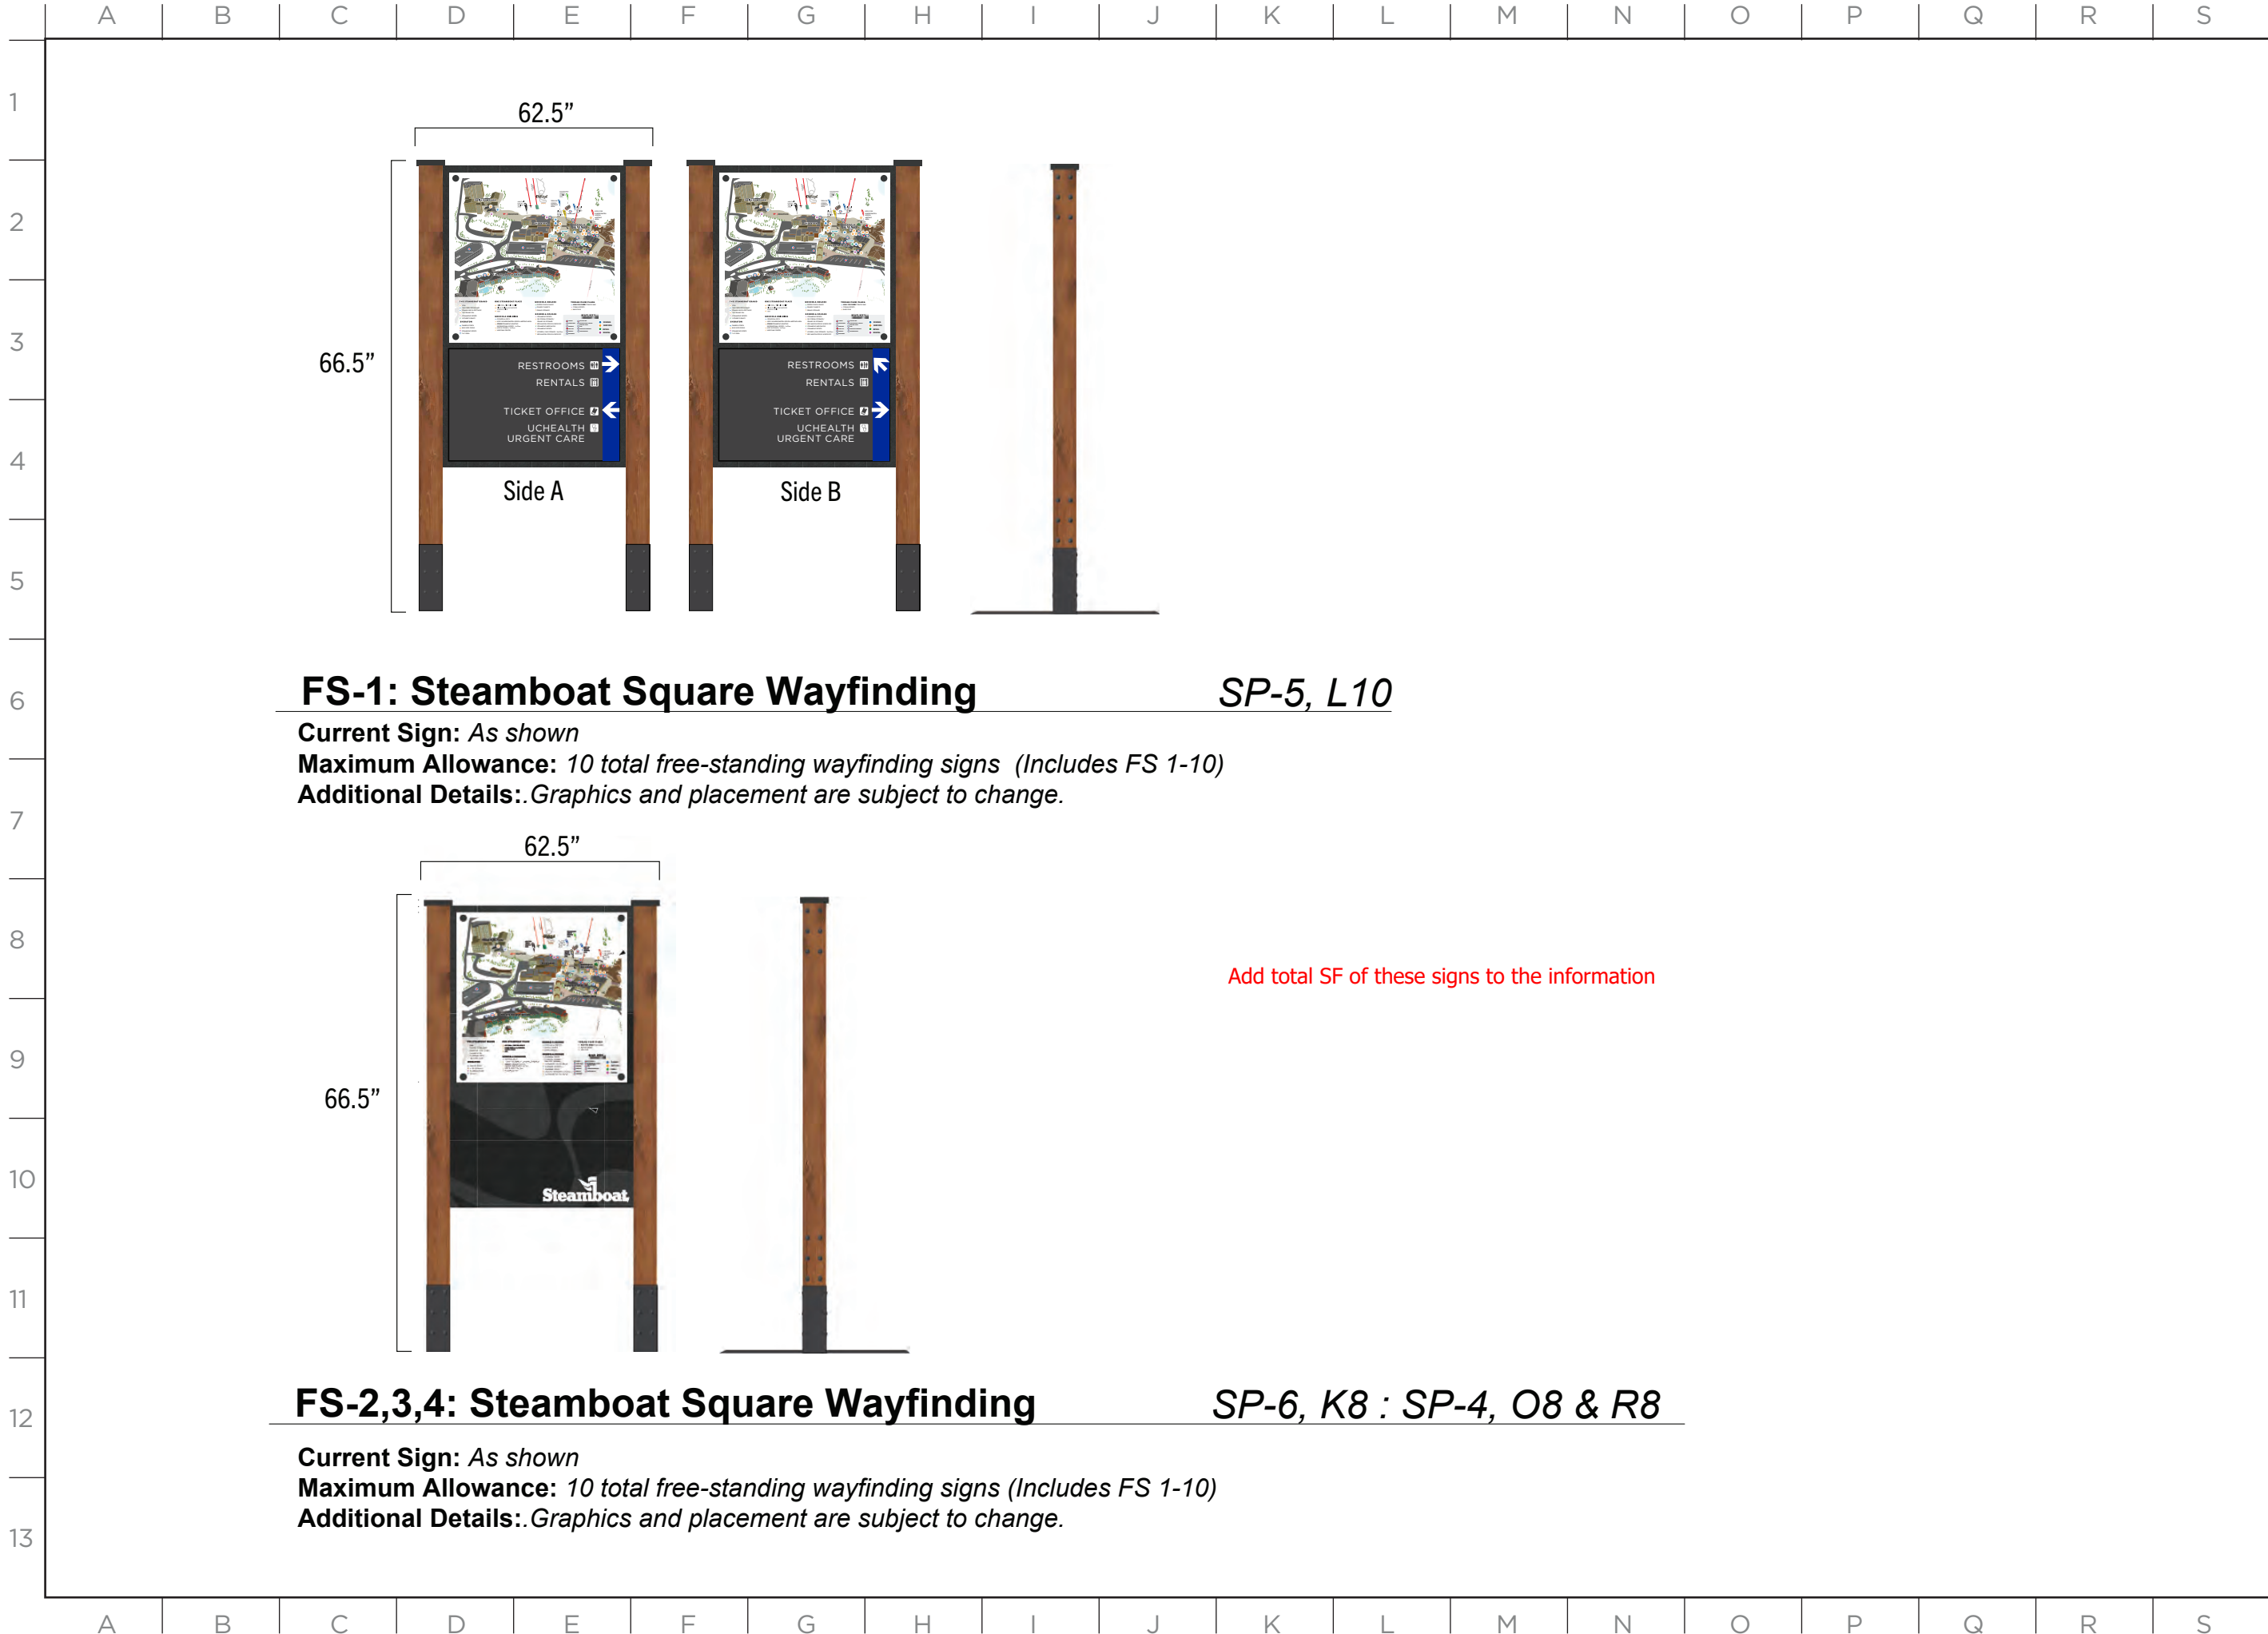 A B C D E F G H I J K L M N O P Q R S
1
62.5”
2
3
66.5”
RESTROOMS
RENTALS
TICKET OFFICE
UCHEALTH
URGENT CARE
RESTROOMS
RENTALS
TICKET OFFICE
UCHEALTH
URGENT CARE
4
Side A
Side B
5
6
FS-1: Steamboat Square Wayfinding SP-5, L10
Current Sign: As shown
Maximum Allowance: 10 total free-standing wayfinding signs (Includes FS 1-10)
Additional Details:.Graphics and placement are subject to change.
7
62.5”
8
Add total SF of these signs to the information
9
66.5”
10
Steamboat
11
FS-2,3,4: Steamboat Square Wayfinding SP-6, K8 : SP-4, O8 & R8
12
Current Sign: As shown
Maximum Allowance: 10 total free-standing wayfinding signs (Includes FS 1-10)
Additional Details:.Graphics and placement are subject to change.
13
A B C D E F G H I J K L M N O P Q R S